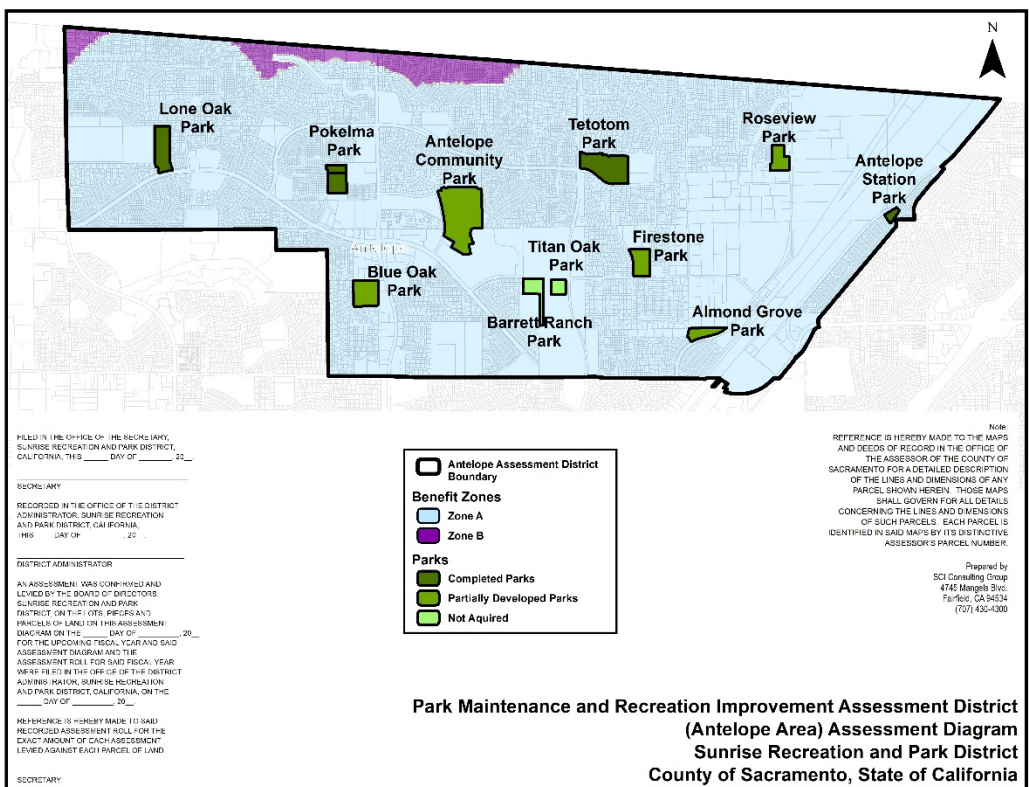 N
Lone Oak
Park
Pokelma
Park
Antelope
Community
Park
Tetotom
Park
Roseview
Park
Antelope
Station
Park
Antelope
Blue Oak
Park
Titan Oak
Park
Firestone
Park
Barrett Ranch
Park
Almond Grove
Park
FILED IN THE OFFICE OF THE SECRETARY,
SUNRISE RECREATION AND PARK DISTRICT,
CALIFORNIA, THIS ______ DAY OF _______, 20__.
SECRETARY
RECORDED IN THE OFFICE OF THE DISTRICT
ADMINISTRATOR, SUNRISE RECREATION
AND PARK DISTRICT, CALIFORNIA,
THIS ____ DAY OF ________, 20__.
DISTRICT ADMINISTRATOR
AN ASSESSMENT WAS CONFIRMED AND
LEVIED BY THE BOARD OF DIRECTORS,
SUNRISE RECREATION AND PARK
DISTRICT, ON THE LOTS, PIECES AND
PARCELS OF LAND ON THIS ASSESSMENT
DIAGRAM ON THE ______ DAY OF _________, 20__
FOR THE UPCOMING FISCAL YEAR AND SAID
ASSESSMENT DIAGRAM AND THE
ASSESSMENT ROLL FOR SAID FISCAL YEAR
WERE FILED IN THE OFFICE OF THE DISTRICT
ADMINISTRATOR, SUNRISE RECREATION
AND PARK DISTRICT, CALIFORNIA, ON THE
______ DAY OF _________, 20__.
REFERENCE IS HEREBY MADE TO SAID
RECORDED ASSESSMENT ROLL FOR THE
EXACT AMOUNT OF EACH ASSESSMENT
LEVIED AGAINST EACH PARCEL OF LAND.
SECRETARY
Antelope Assessment District
Boundary
Benefit Zones
Zone A
Zone B
Parks
Completed Parks
Partially Developed Parks
Not Aquired
Note:
REFERENCE IS HEREBY MADE TO THE MAPS
AND DEEDS OF RECORD IN THE OFFICE OF
THE ASSESSOR OF THE COUNTY OF
SACRAMENTO FOR A DETAILED DESCRIPTION
OF THE LINES AND DIMENSIONS OF ANY
PARCEL SHOWN HEREIN. THOSE MAPS
SHALL GOVERN FOR ALL DETAILS
CONCERNING THE LINES AND DIMENSIONS
OF SUCH PARCELS. EACH PARCEL IS
IDENTIFIED IN SAID MAPS BY ITS DISTINCTIVE
ASSESSOR'S PARCEL NUMBER.
Prepared by
SCI Consulting Group
4745 Mangels Blvd.
Fairfield, CA 94534
(707) 430-4300
Park Maintenance and Recreation Improvement Assessment District
(Antelope Area) Assessment Diagram
Sunrise Recreation and Park District
County of Sacramento, State of California